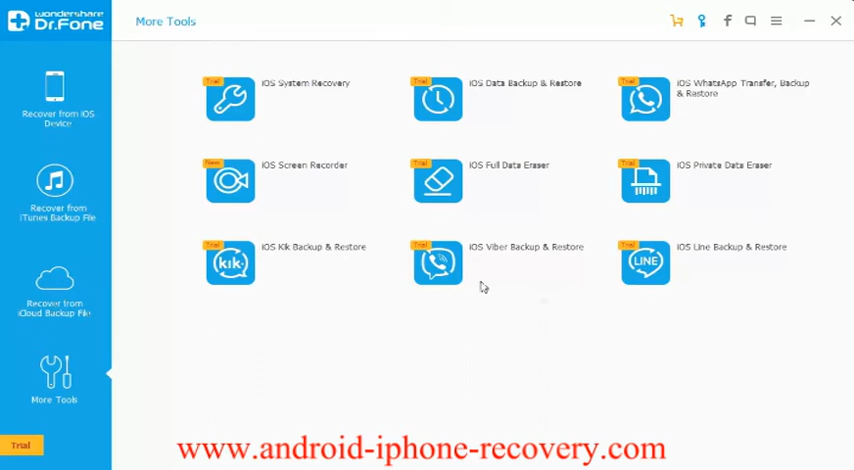 wondershare
Dr.Fone
More Tools
Recover from iOS
Device
Recover from
iTunes Backup File
Recover from
iCloud Backup File
More Tools
Trial
Trial
iOS System Recovery
Trial
iOS Data Backup & Restore
Trial
iOS WhatsApp Transfer, Backup
& Restore
New
iOS Screen Recorder
Trial
iOS Full Data Eraser
Trial
iOS Private Data Eraser
Trial
kik
iOS Kik Backup & Restore
Trial
iOS Viber Backup & Restore
Trial
LINE
iOS Line Backup & Restore
www.android-iphone-recovery.com